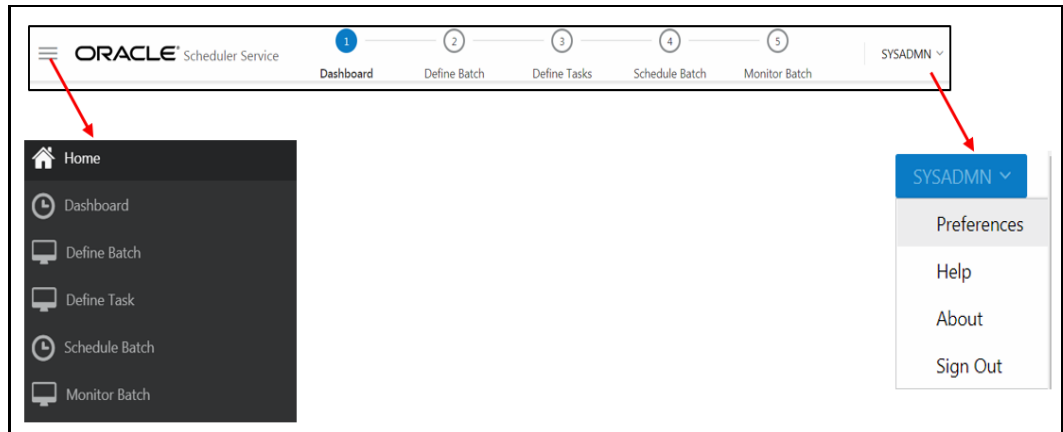 ORACLE® Scheduler Service
1 2 3 4 5
Dashboard Define Batch Define Tasks Schedule Batch Monitor Batch
SYSADMN
Home
Dashboard
Define Batch
Define Task
Schedule Batch
Monitor Batch
SYSADMN
Preferences
Help
About
Sign Out